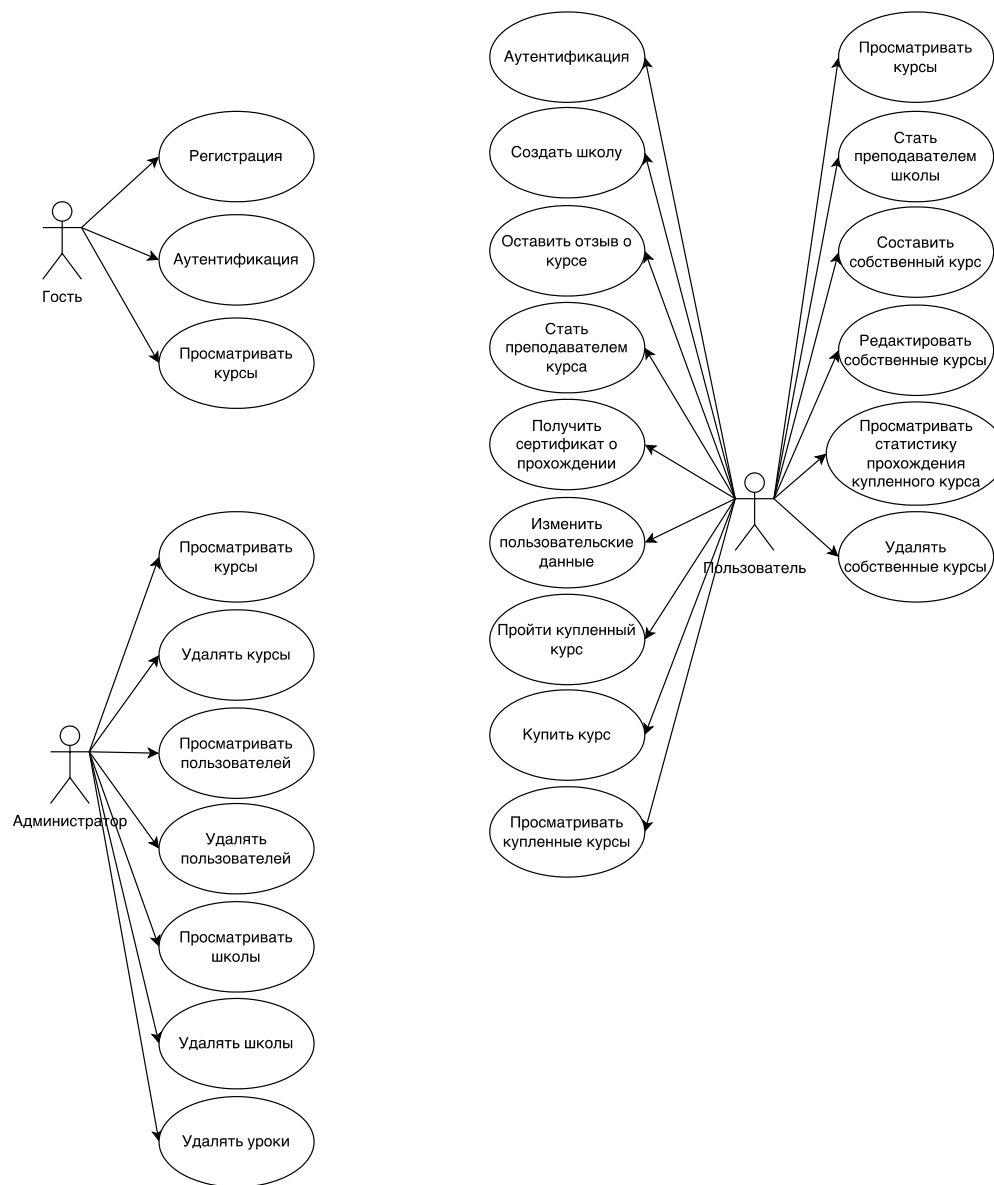 Регистрация
Аутентификация
Просматривать
курсы
Гость
Просматривать
курсы
Удалять курсы
Просматривать
пользователей
Удалять
пользователей
Просматривать
школы
Удалять школы
Удалять уроки
Администратор
Аутентификация
Создать школу
Оставить отзыв о
курсе
Стать
преподавателем
курса
Получить
сертификат о
прохождении
Изменить
пользовательские
данные
Пройти купленный
курс
Купить курс
Просматривать
купленные курсы
Пользователь
Просматривать
курсы
Стать
преподавателем
школы
Составить
собственный курс
Редактировать
собственные курсы
Просматривать
статистику
прохождения
купленного курса
Удалять
собственные курсы